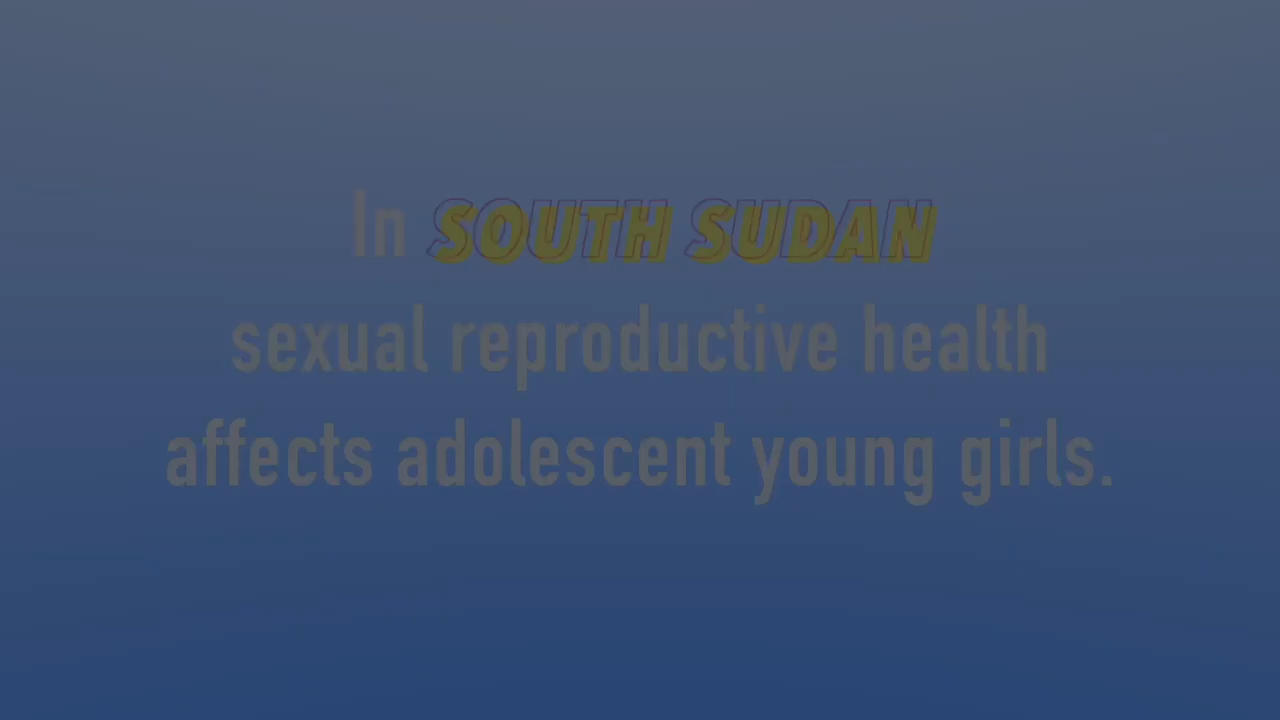 In SOUTH SUDAN
sexual reproductive health
affects adolescent young girls.